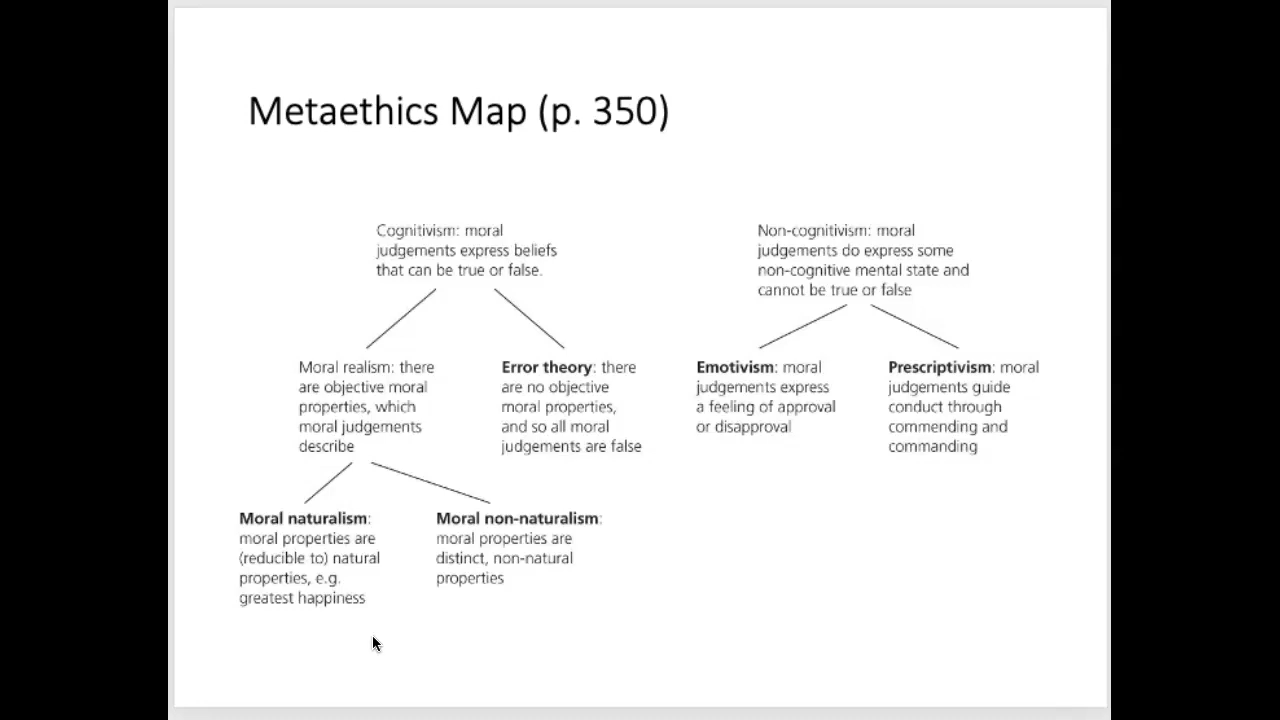 Metaethics Map (p. 350)
Cognitivism: moral
judgements express beliefs
that can be true or false.
Non-cognitivism: moral
judgements do express some
non-cognitive mental state and
cannot be true or false
Moral realism: there
are objective moral
properties, which
moral judgements
describe
Error theory: there
are no objective
moral properties,
and so all moral
judgements are false
Emotivism: moral
judgements express
a feeling of approval
or disapproval
Prescriptivism: moral
judgements guide
conduct through
commending and
commanding
Moral naturalism:
moral properties are
(reducible to) natural
properties, e.g.
greatest happiness
Moral non-naturalism:
moral properties are
distinct, non-natural
properties